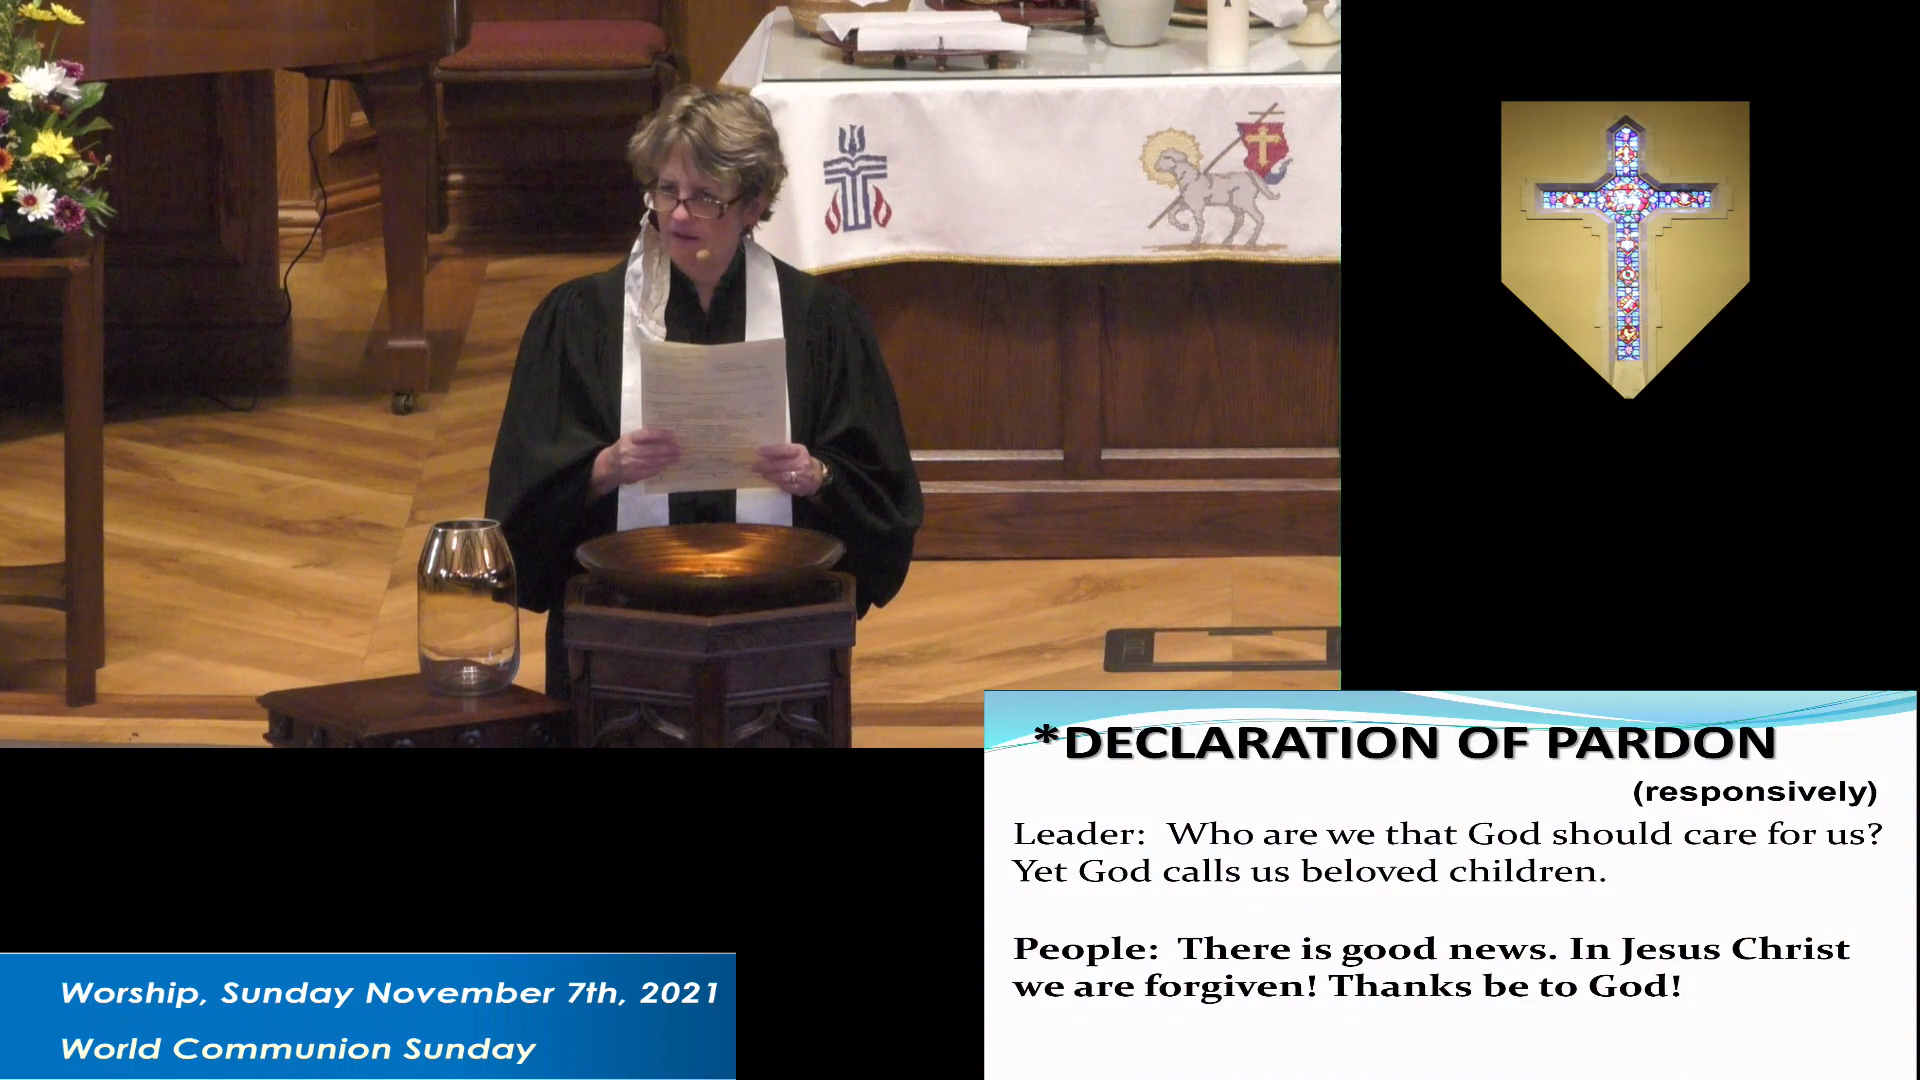 *DECLARATION OF PARDON
(responsively)
Leader: Who are we that God should care for us?
Yet God calls us beloved children.
People: There is good news. In Jesus Christ
we are forgiven! Thanks be to God!
Worship, Sunday November 7th, 2021
World Communion Sunday